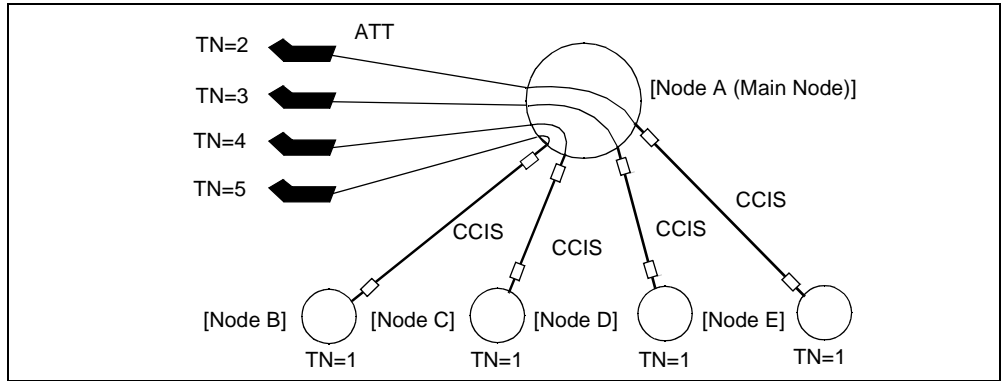 ATT
TN=2
[Node A (Main Node)]
TN=3
TN=4
TN=5
CCIS
CCIS
CCIS
CCIS
[Node B]
[Node C]
[Node D]
[Node E]
TN=1
TN=1
TN=1
TN=1